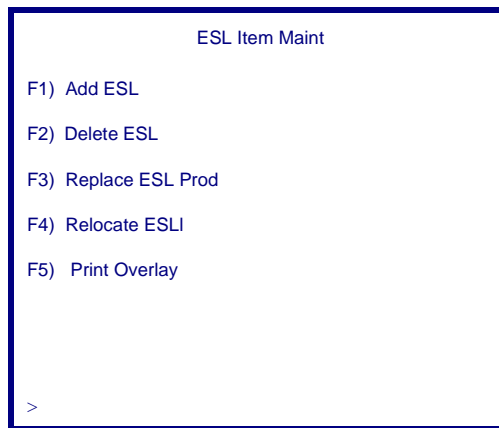 ESL Item Maint
F1) Add ESL
F2) Delete ESL
F3) Replace ESL Prod
F4) Relocate ESLI
F5) Print Overlay
>